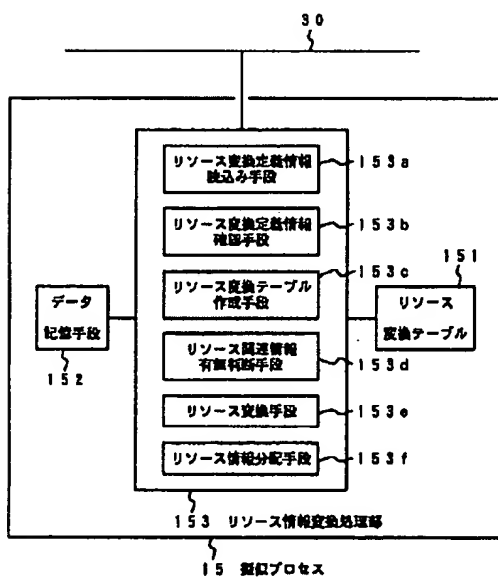 30
リソース変換定義情報
読込み手段
153a
リソース変換定義情報
確認手段
153b
153c
リソース変換テーブル
作成手段
151
データ
記憶手段
152
リソース
変換テーブル
リソース関連情報
有無判断手段
153d
リソース変換手段
153e
リソース情報分配手段
153f
153 リソース情報変換処理部
15 擬似プロセス